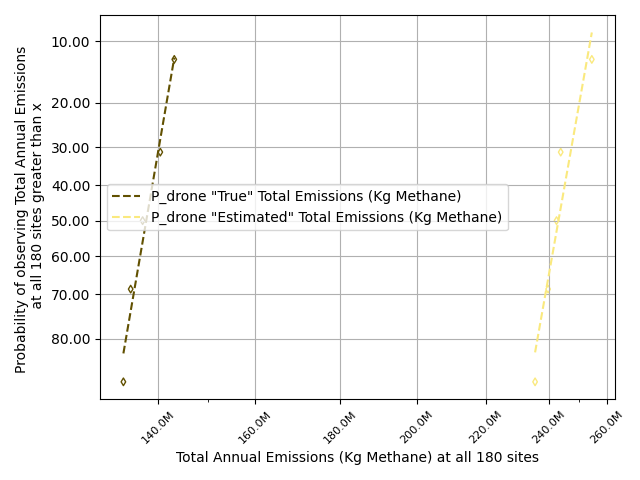 10.00
20.00
30.00
40.00
50.00
60.00
70.00
80.00
Probability of observing Total Annual Emissions
at all 180 sites greater than x
P_drone "True" Total Emissions (Kg Methane)
P_drone "Estimated" Total Emissions (Kg Methane)
140.0M
160.0M
180.0M
200.0M
220.0M
240.0M
260.0M
Total Annual Emissions (Kg Methane) at all 180 sites